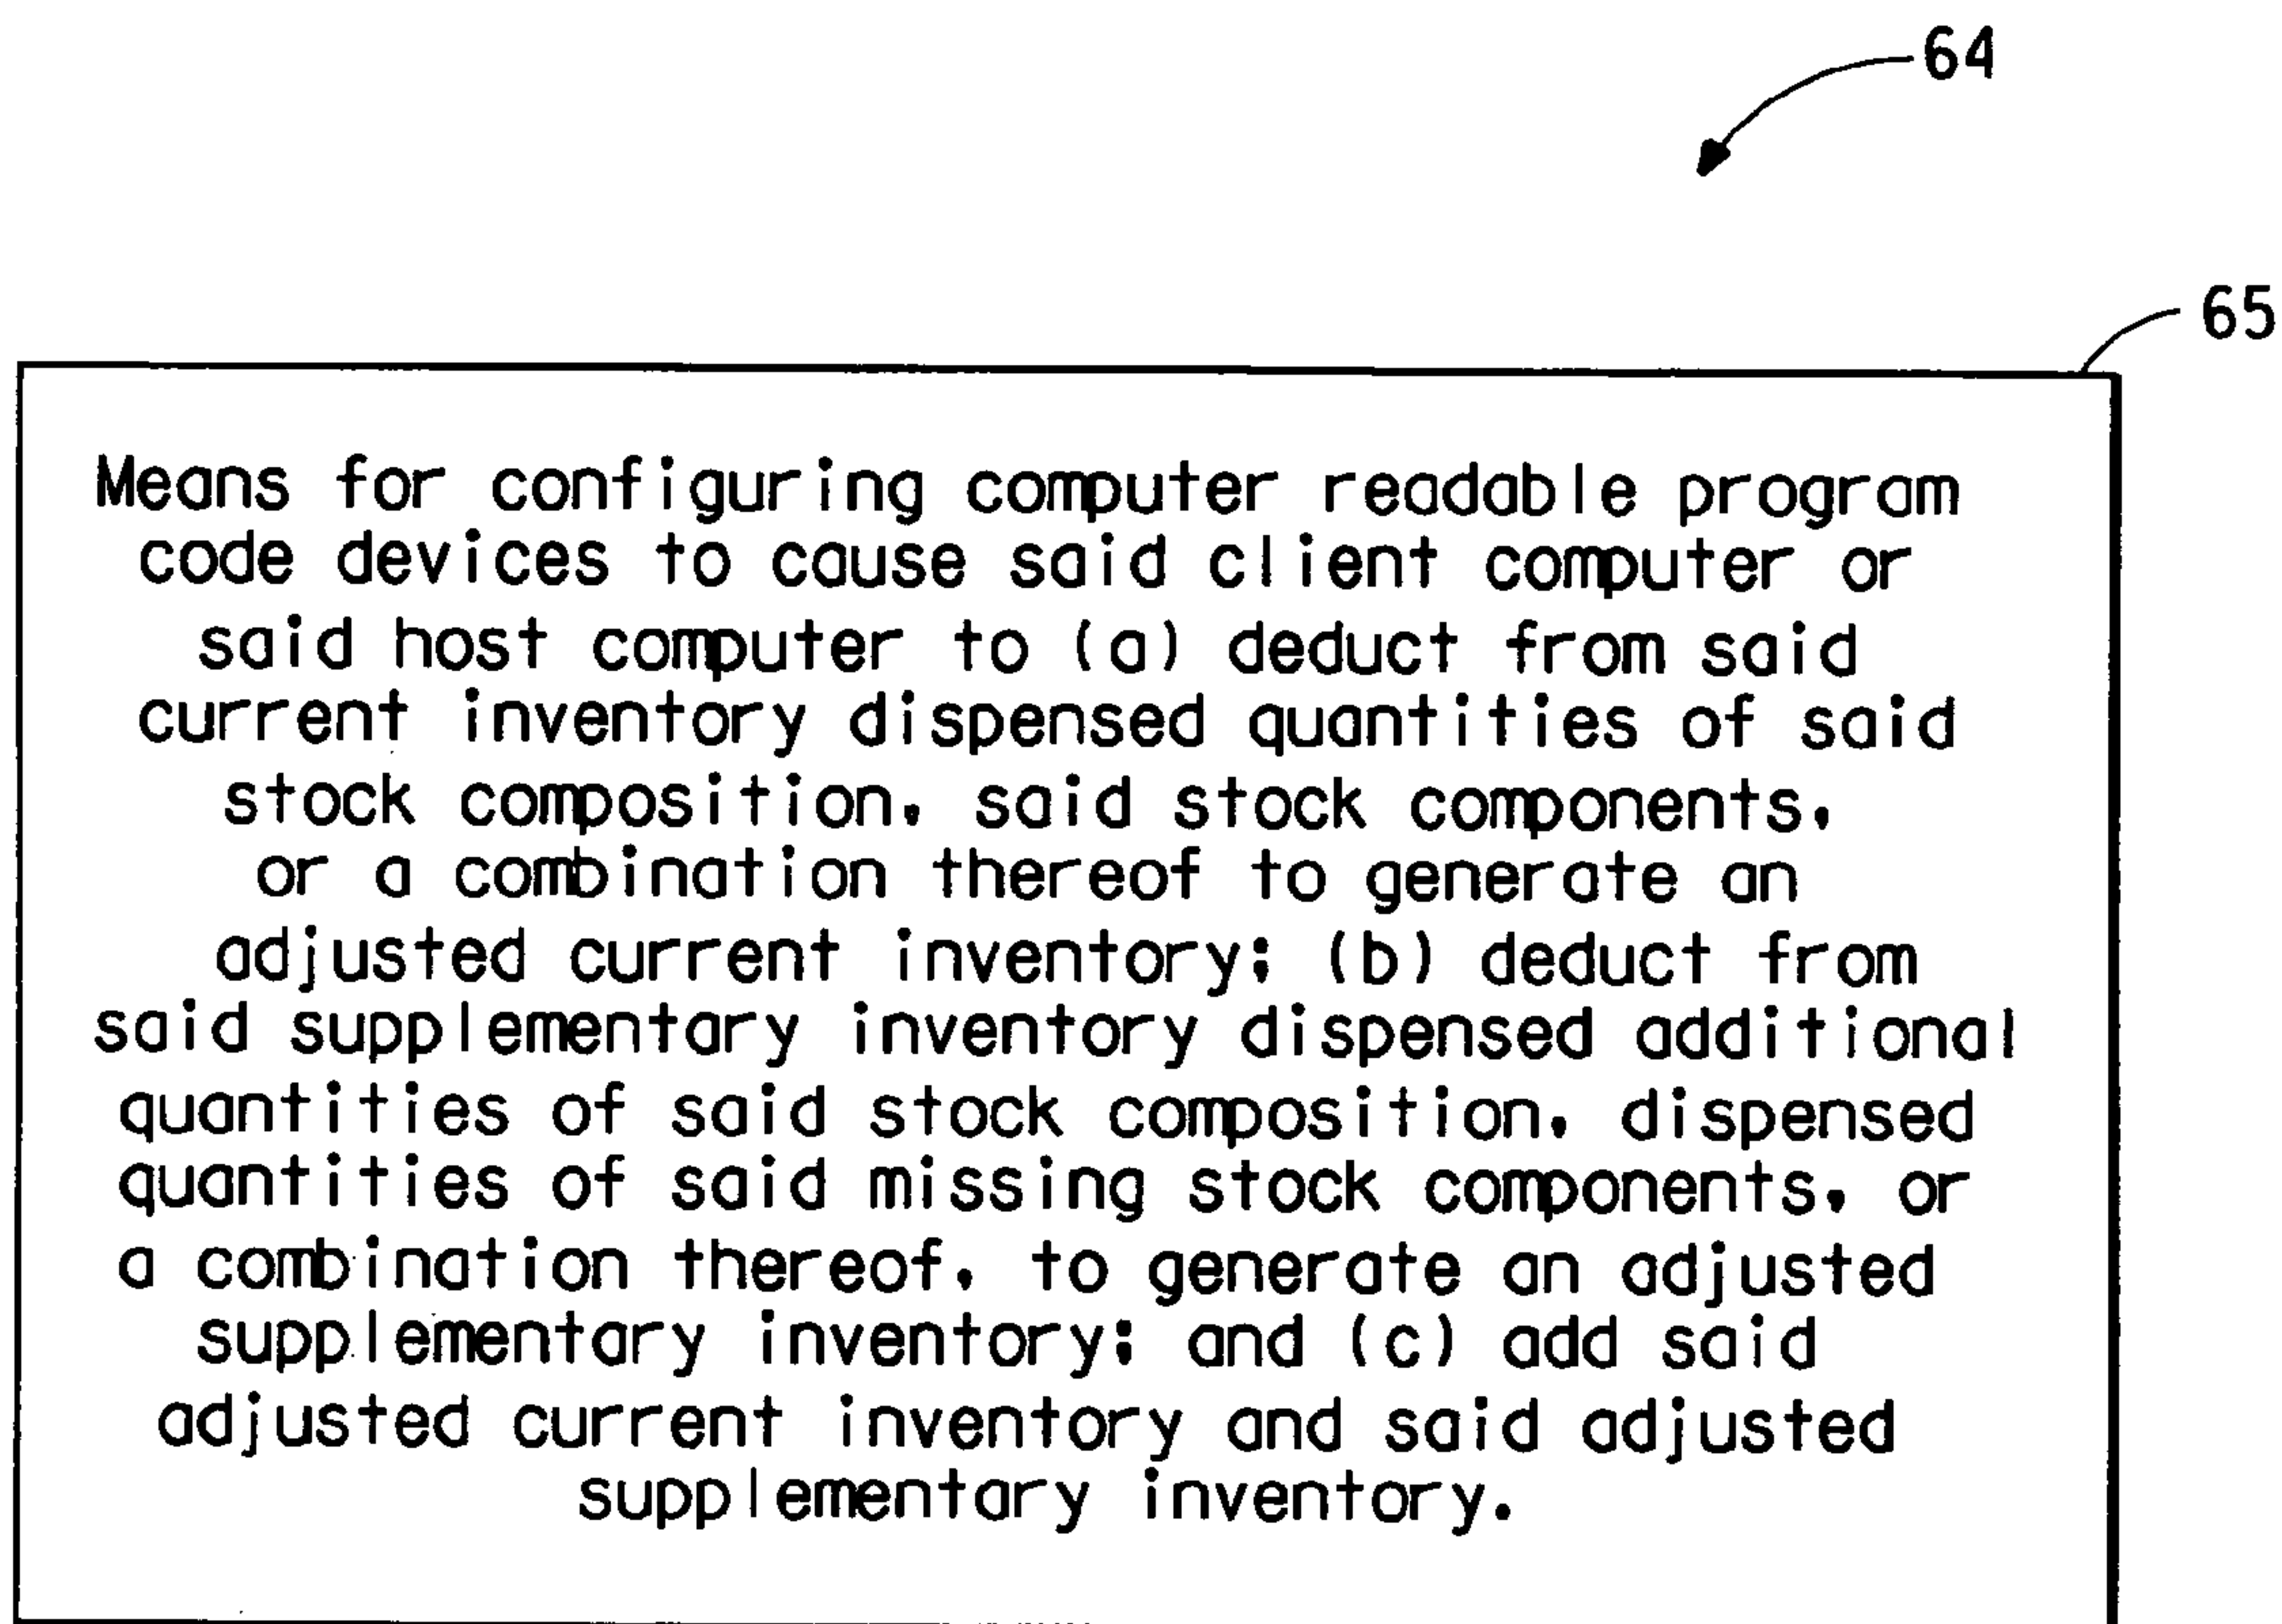 64
65
Means for configuring computer readable program
code devices to cause said client computer or
said host computer to (a) deduct from said
current inventory dispensed quantities of said
stock composition, said stock components,
or a combination thereof to generate an
adjusted current inventory; (b) deduct from
said supplementary inventory dispensed additional
quantities of said stock composition, dispensed
quantities of said missing stock components, or
a combination thereof, to generate an adjusted
supplementary inventory; and (c) add said
adjusted current inventory and said adjusted
supplementary inventory.